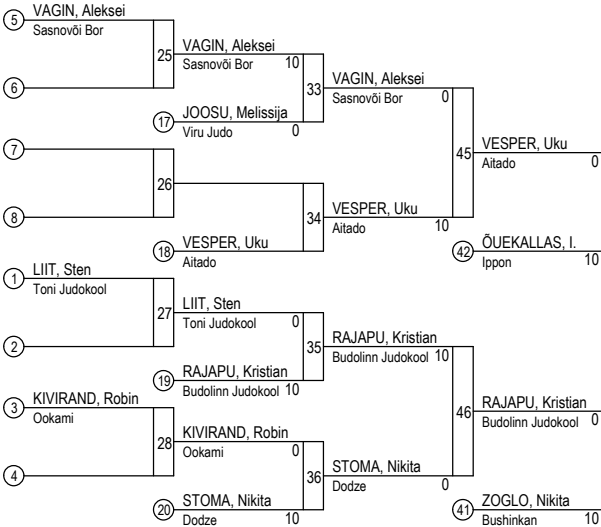 5 VAGIN, Aleksei
Sasnovõi Bor
25 VAGIN, Aleksei
Sasnovõi Bor 10
6
33 VAGIN, Aleksei
Sasnovõi Bor 0
17 JOOSU, Melissija
Viru Judo 0
7
45 VESPER, Uku
Aitado 0
26
8
34 VESPER, Uku
Aitado 10
18 VESPER, Uku
Aitado
42 ÕUEKALLAS, I.
Ippon 10
1 LIIT, Sten
Toni Judokool
27 LIIT, Sten
Toni Judokool 0
2
35 RAJAPU, Kristian
Budolinn Judokool 10
19 RAJAPU, Kristian
Budolinn Judokool 10
3 KIVIRAND, Robin
Ookami
46 RAJAPU, Kristian
Budolinn Judokool 0
28 KIVIRAND, Robin
Ookami 0
4
36 STOMA, Nikita
Dodze 0
20 STOMA, Nikita
Dodze 10
41 ZOGLO, Nikita
Bushinkan 10